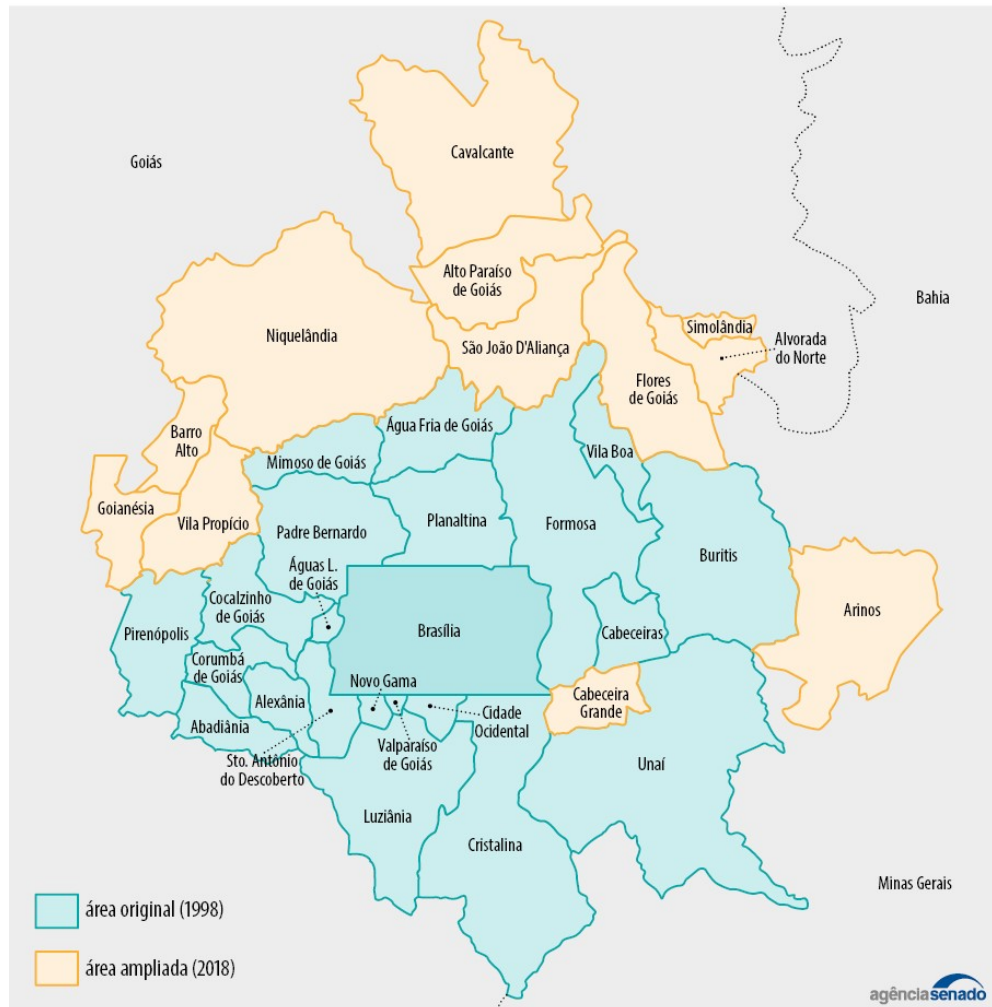 Cavalcante
Goiás
Alto Paraíso
de Goiás
Bahia
Niquelândia
São João D'Aliança
Simolândia
Alvorada
do Norte
Flores
de Goiás
Barro
Alto
Água Fria de Goiás
Mimoso de Goiás
Vila Boa
Goianésia
Vila Propício
Padre Bernardo
Planaltina
Formosa
Buritis
Águas L.
de Goiás
Cocalzinho
de Goiás
Arinos
Pirenópolis
Brasília
Cabeceiras
Corumbá
de Goiás
Novo Gama
Alexânia
Cabeceira
Grande
Cidade
Ocidental
Abadiânia
Valparaíso
de Goiás
Sto. Antônio
do Descoberto
Unaí
Luziânia
Cristalina
Minas Gerais
área original (1998)
área ampliada (2018)
agênciasenado